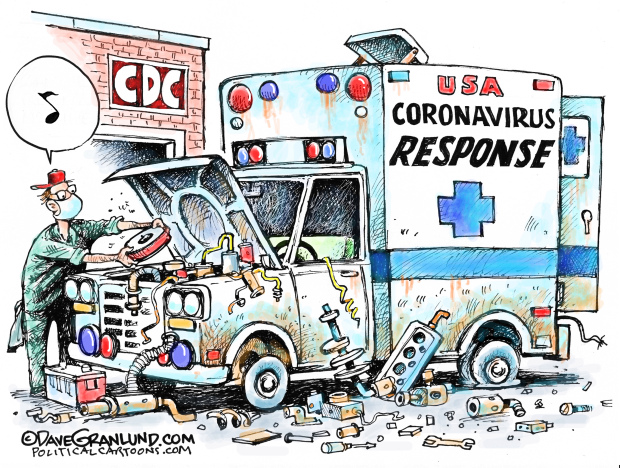 CDC
USA
CORONAVIRUS
RESPONSE
©DAVEGRANLUND.COM
POLITICALCARTOONS.COM